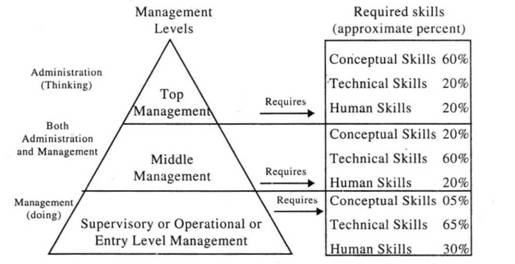 Management
Levels
Required skills
(approximate percent)
Administration
(Thinking)
Top
Management
Requires
Conceptual Skills 60%
Technical Skills 20%
Human Skills 20%
Both
Administration
and Management
Middle
Management
Requires
Conceptual Skills 20%
Technical Skills 60%
Human Skills 20%
Management
(doing)
Supervisory or Operational or
Entry Level Management
Requires
Conceptual Skills 05%
Technical Skills 65%
Human Skills 30%